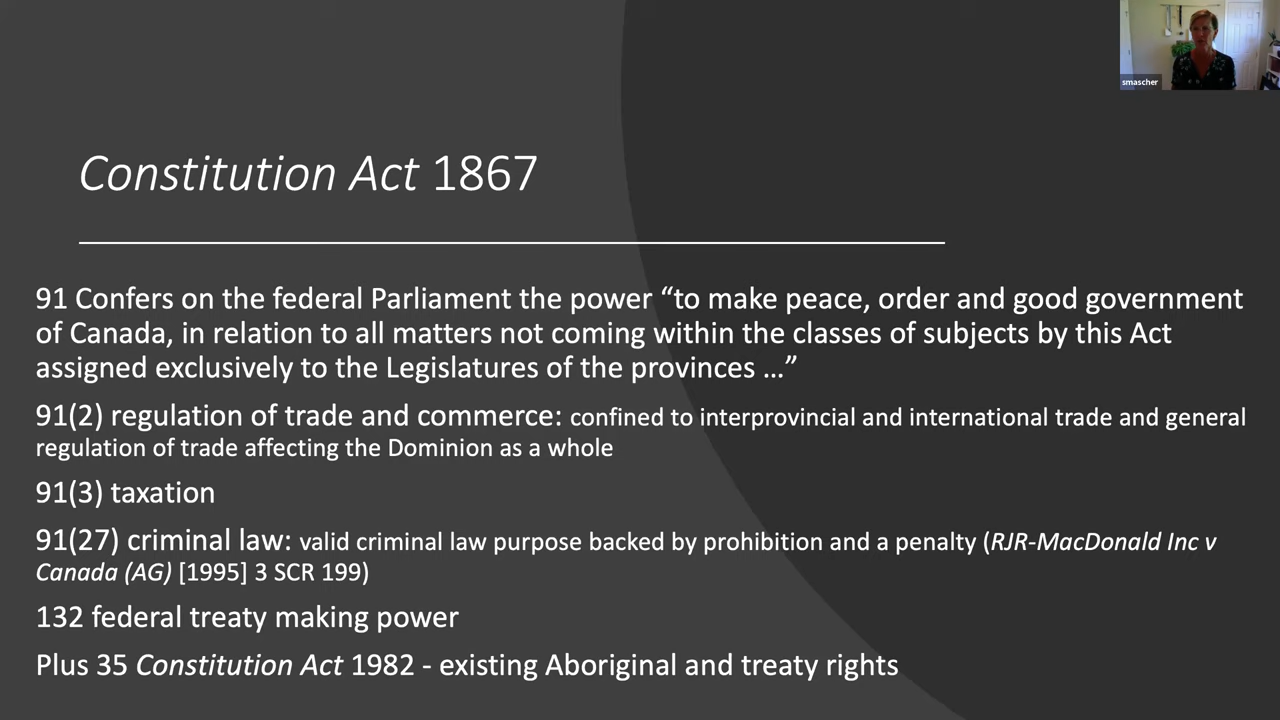 smascher
Constitution Act 1867
91 Confers on the federal Parliament the power “to make peace, order and good government
of Canada, in relation to all matters not coming within the classes of subjects by this Act
assigned exclusively to the Legislatures of the provinces …”
91(2) regulation of trade and commerce: confined to interprovincial and international trade and general
regulation of trade affecting the Dominion as a whole
91(3) taxation
91(27) criminal law: valid criminal law purpose backed by prohibition and a penalty (RJR-MacDonald Inc v
Canada (AG) [1995] 3 SCR 199)
132 federal treaty making power
Plus 35 Constitution Act 1982 - existing Aboriginal and treaty rights